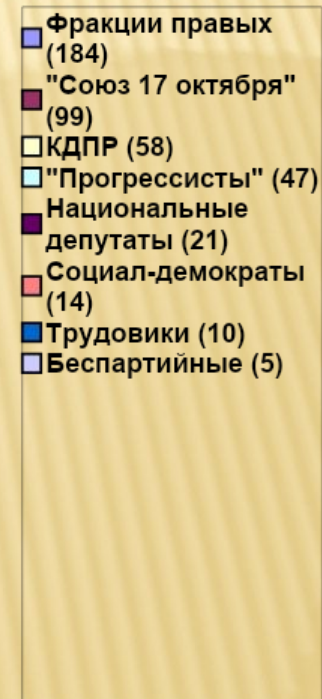 Фракции правых
(184)
"Союз 17 октября"
(99)
КДПР (58)
"Прогрессисты" (47)
Национальные
депутаты (21)
Социал-демократы
(14)
Трудовики (10)
Беспартийные (5)